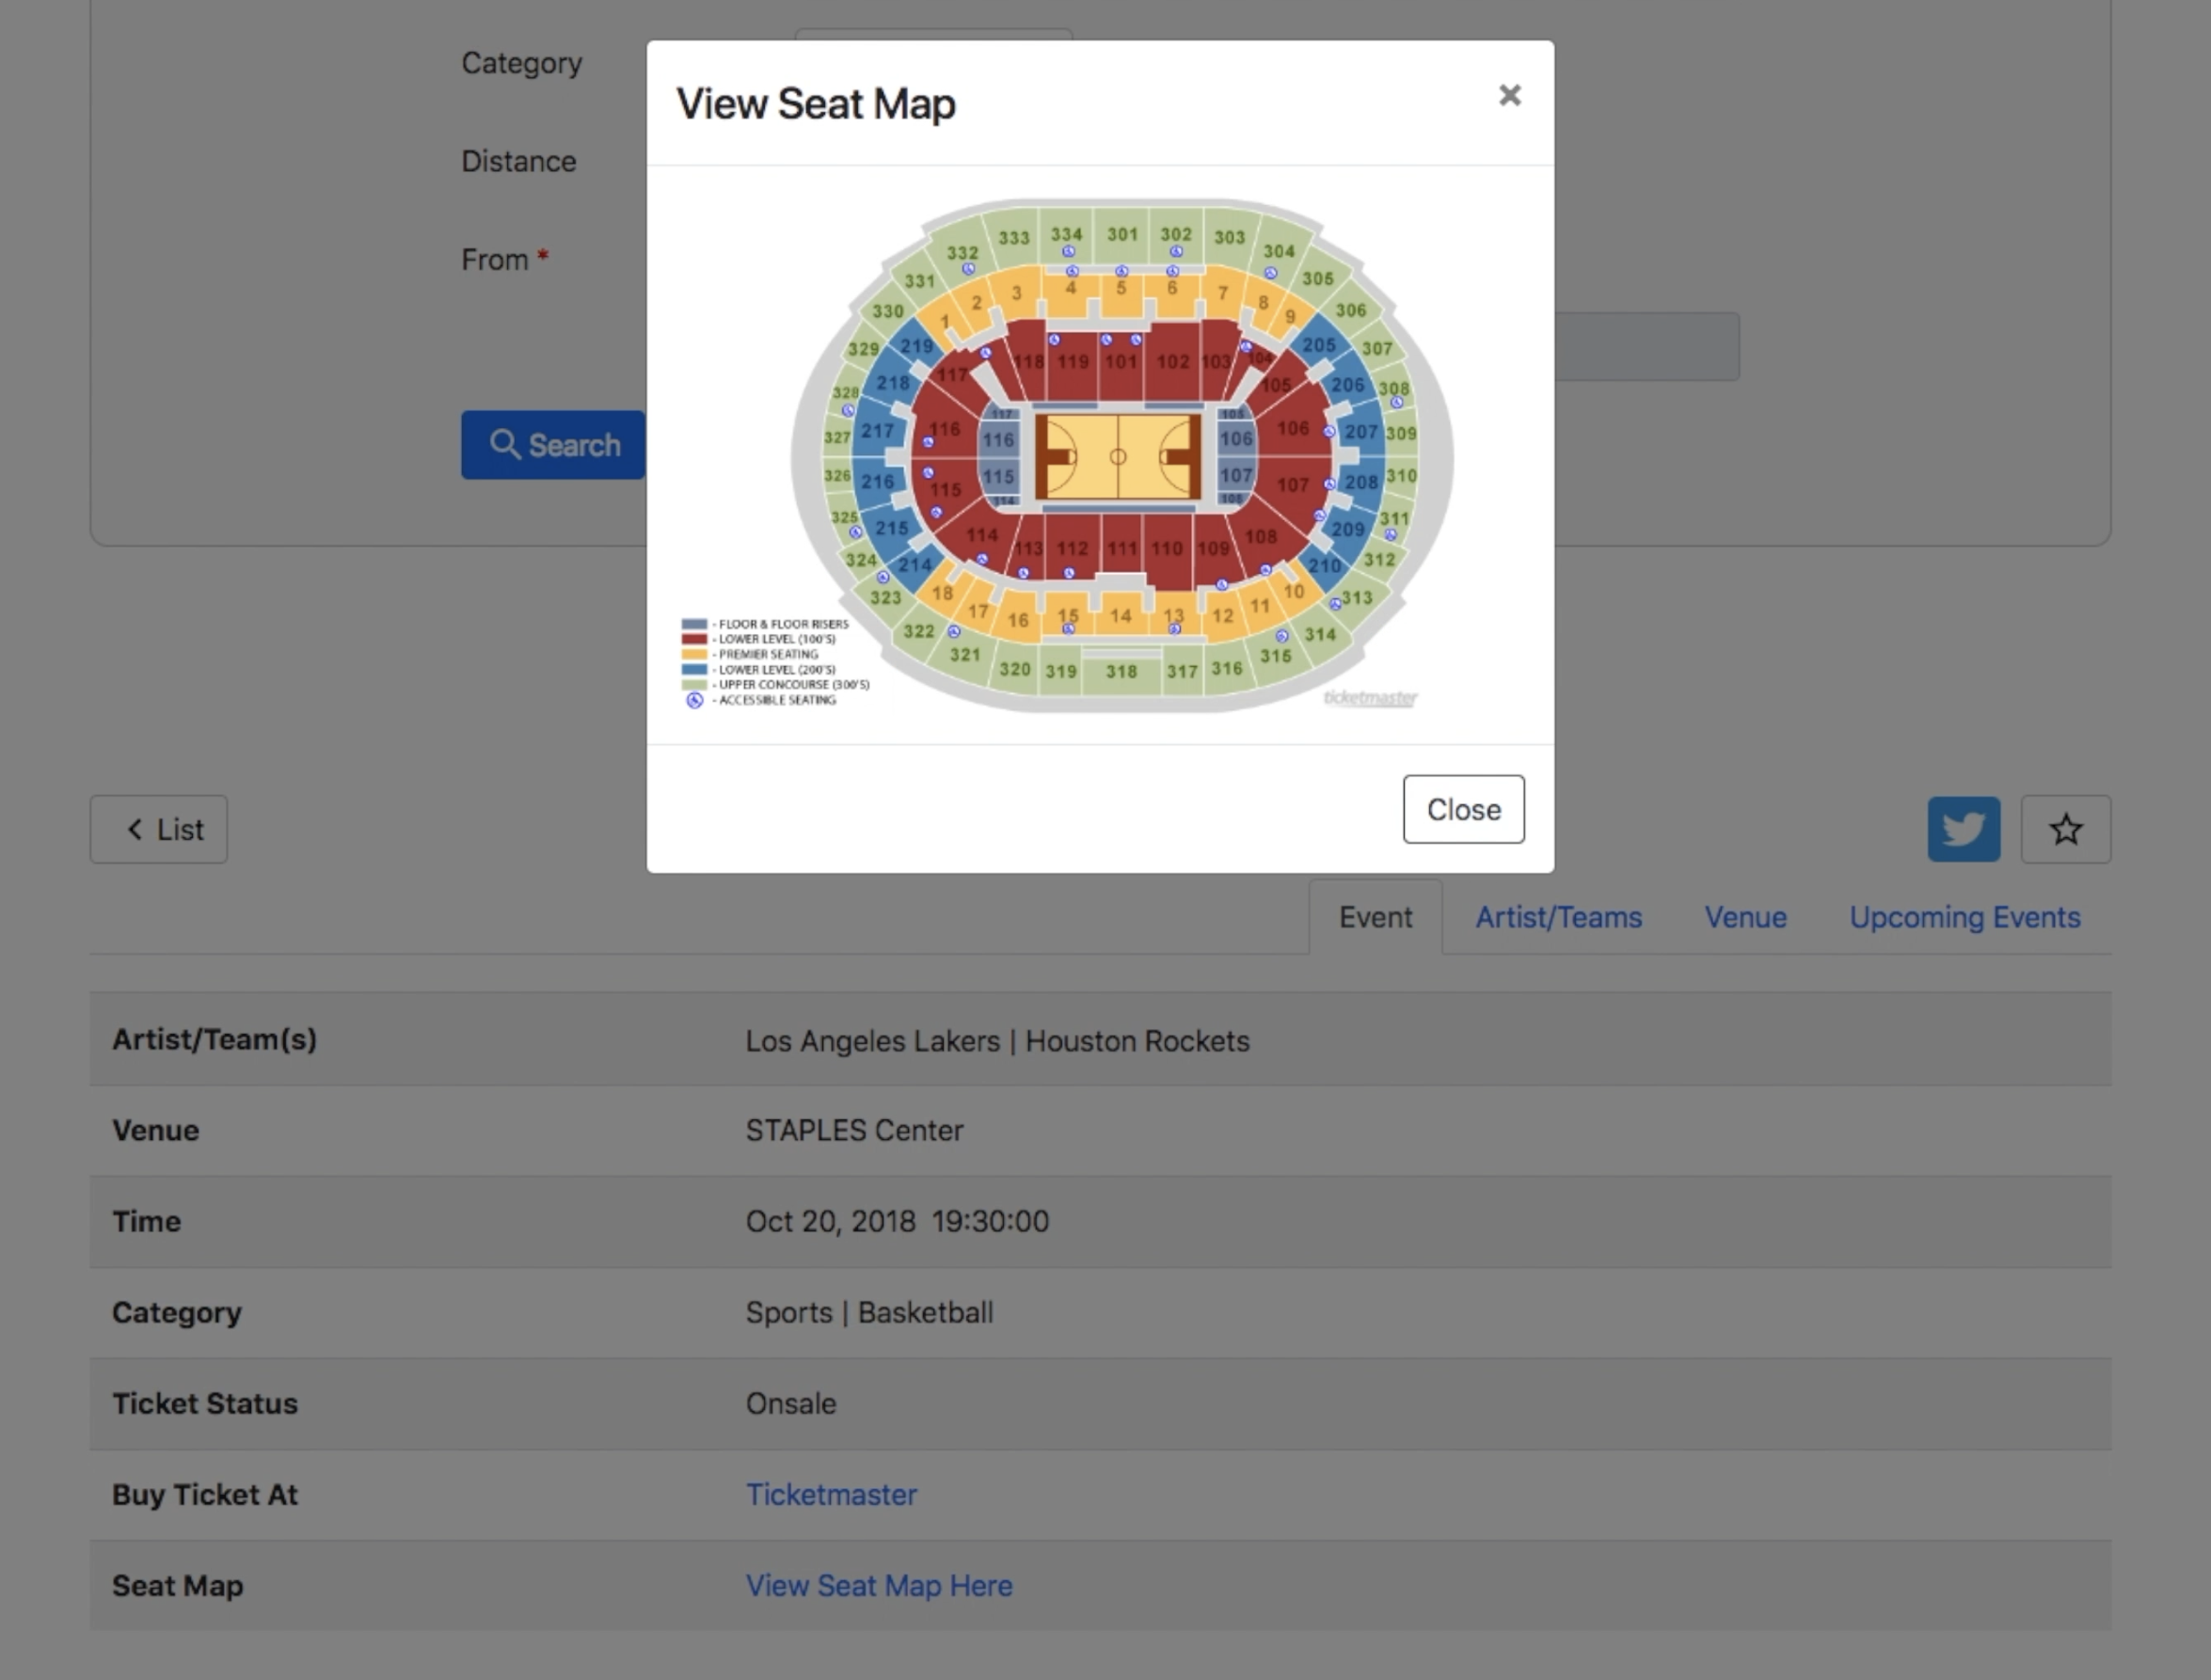 Category
View Seat Map
×
Distance
From *
Search
333 334 301 302 303
332 304
331 305
330 306
3 4 5 6 7
2 8
1 9
329 219 205 307
118 119 101 102 103 104
328 218 117 105 206 308
117 105
327 217 116 116 106 106 207 309
326 216 115 115 107 107 208 310
114 108
325 215 114 113 112 111 110 109 108 209 311
324 214 210 312
323 18 10 313
17 16 15 14 13 12 11
322 314
321 320 319 318 317 316 315
- FLOOR & FLOOR RISERS
- LOWER LEVEL (100'S)
- PREMIER SEATING
- LOWER LEVEL (200'S)
- UPPER CONCOURSE (300'S)
- ACCESSIBLE SEATING
ticketmaster
Close
List
Event Artist/Teams Venue Upcoming Events
Artist/Team(s) Los Angeles Lakers | Houston Rockets
Venue STAPLES Center
Time Oct 20, 2018 19:30:00
Category Sports | Basketball
Ticket Status Onsale
Buy Ticket At Ticketmaster
Seat Map View Seat Map Here